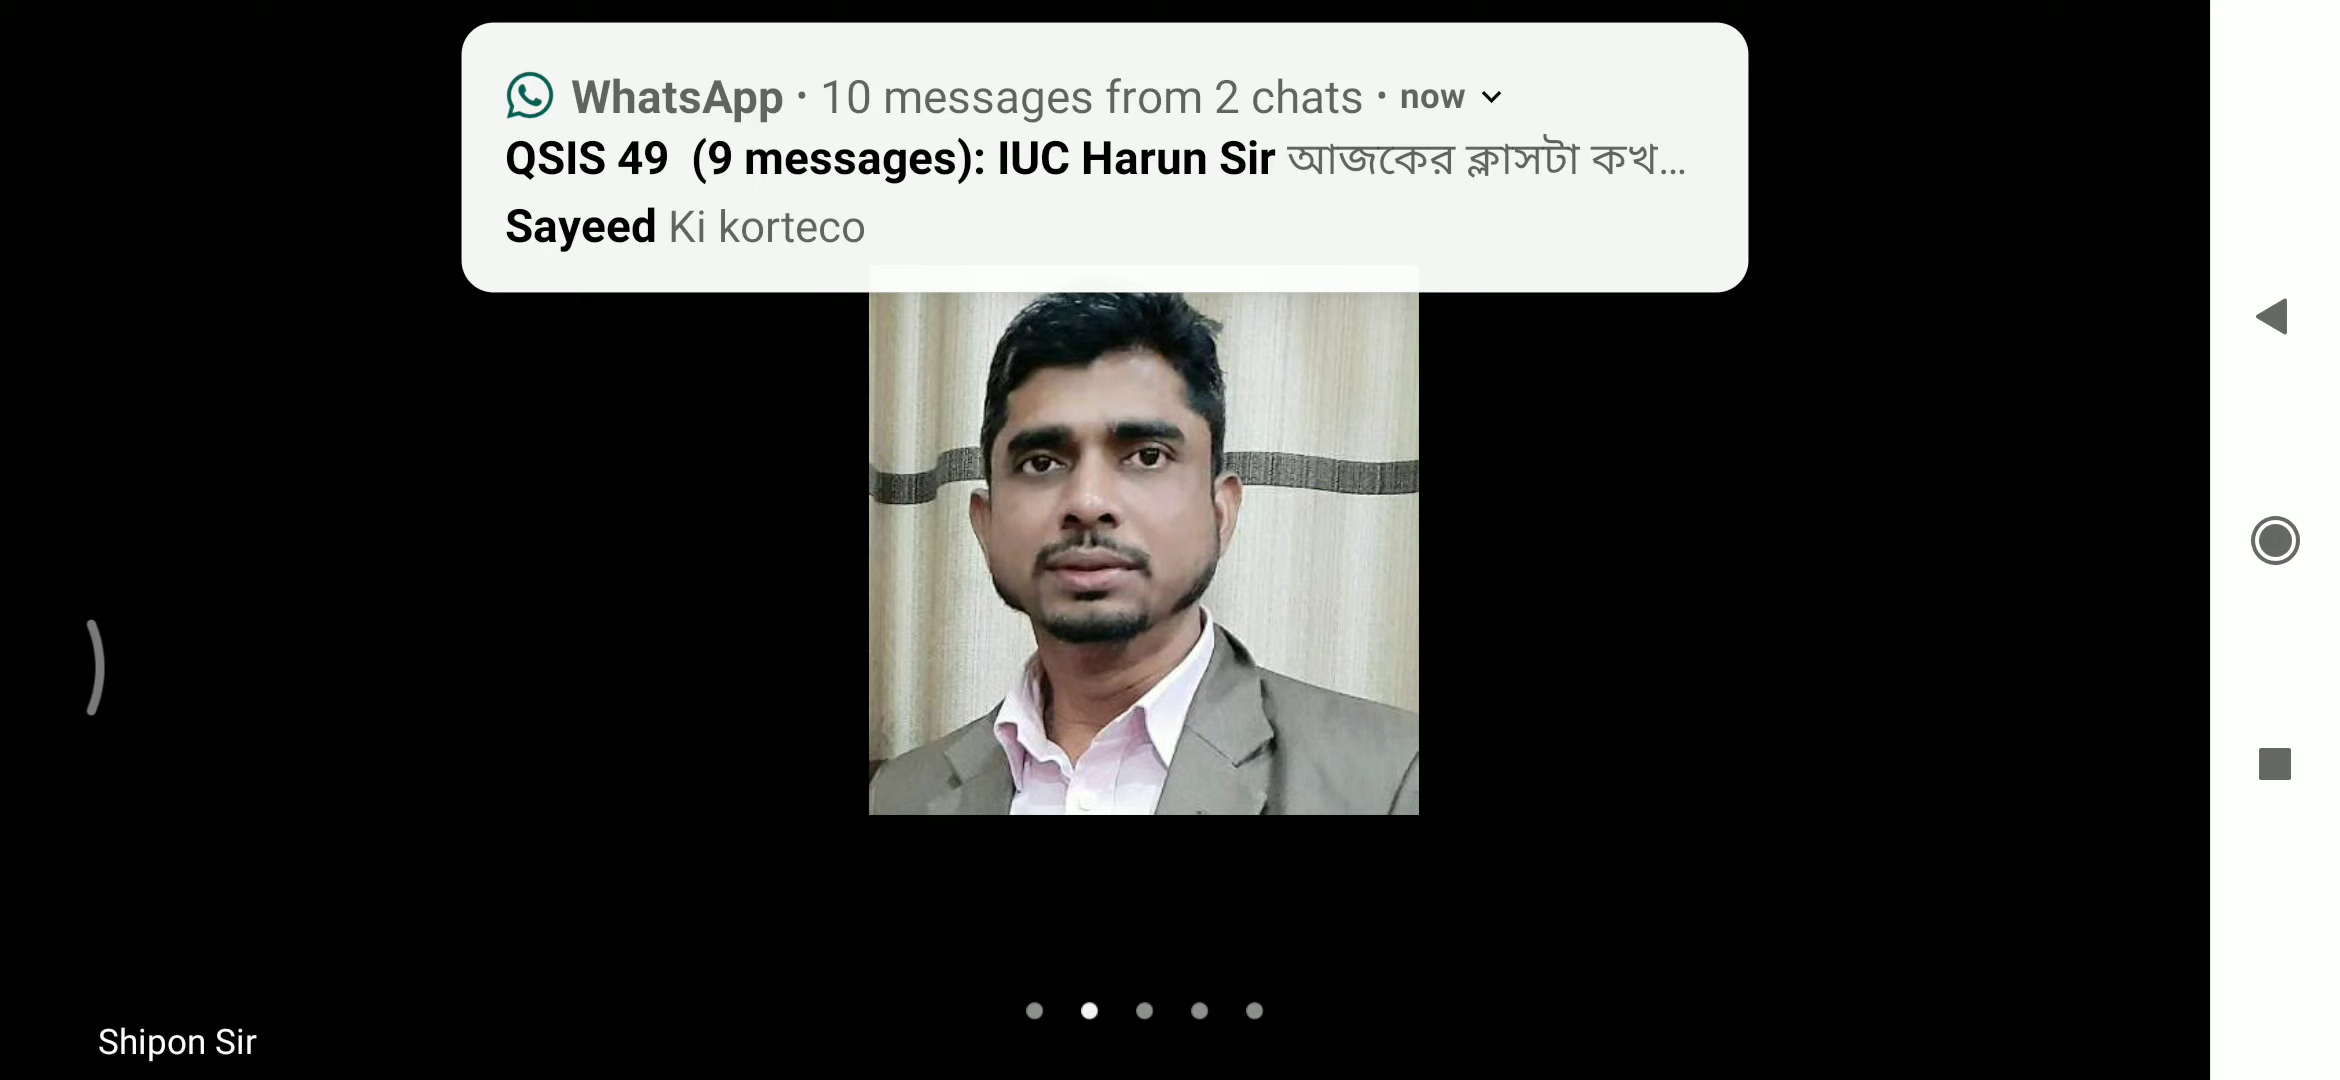 WhatsApp · 10 messages from 2 chats · now
QSIS 49 (9 messages): IUC Harun Sir আজকের ক্লাসটা কখ...
Sayeed Ki korteco
Shipon Sir